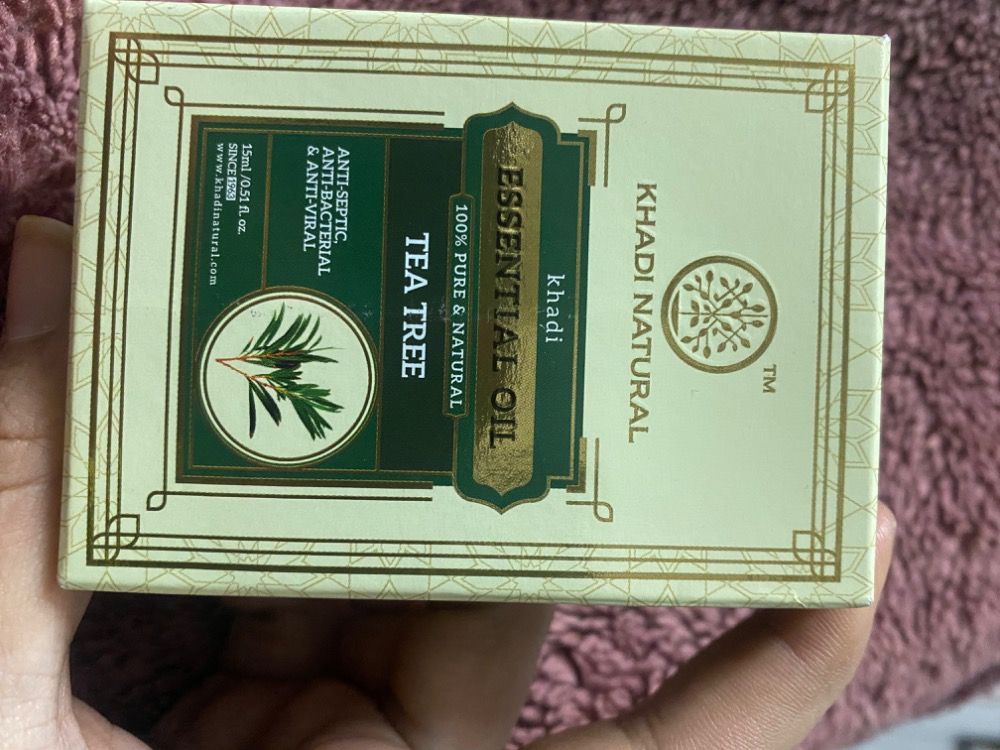 TM
KHADI NATURAL
khadi
ESSENTIAL OIL
100% PURE & NATURAL
TEA TREE
ANTI-SEPTIC,
ANTI-BACTERIAL
& ANTI-VIRAL
15ml /0.51 fl. oz.
SINCE
www.khadinatural.com